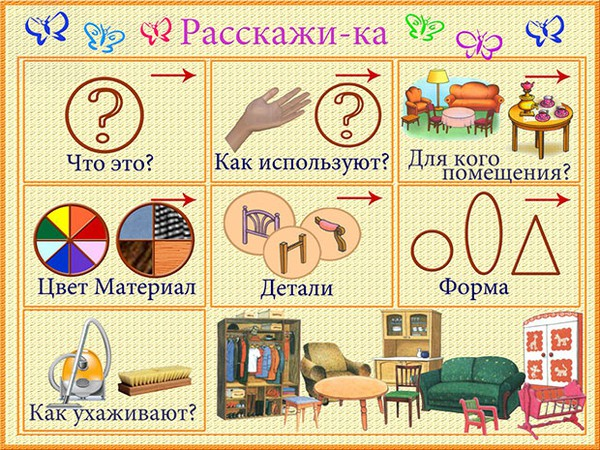 Расскажи-ка
Что это?
Как используют?
Для кого
помещения?
Цвет Материал
Детали
Форма
Как ухаживают?